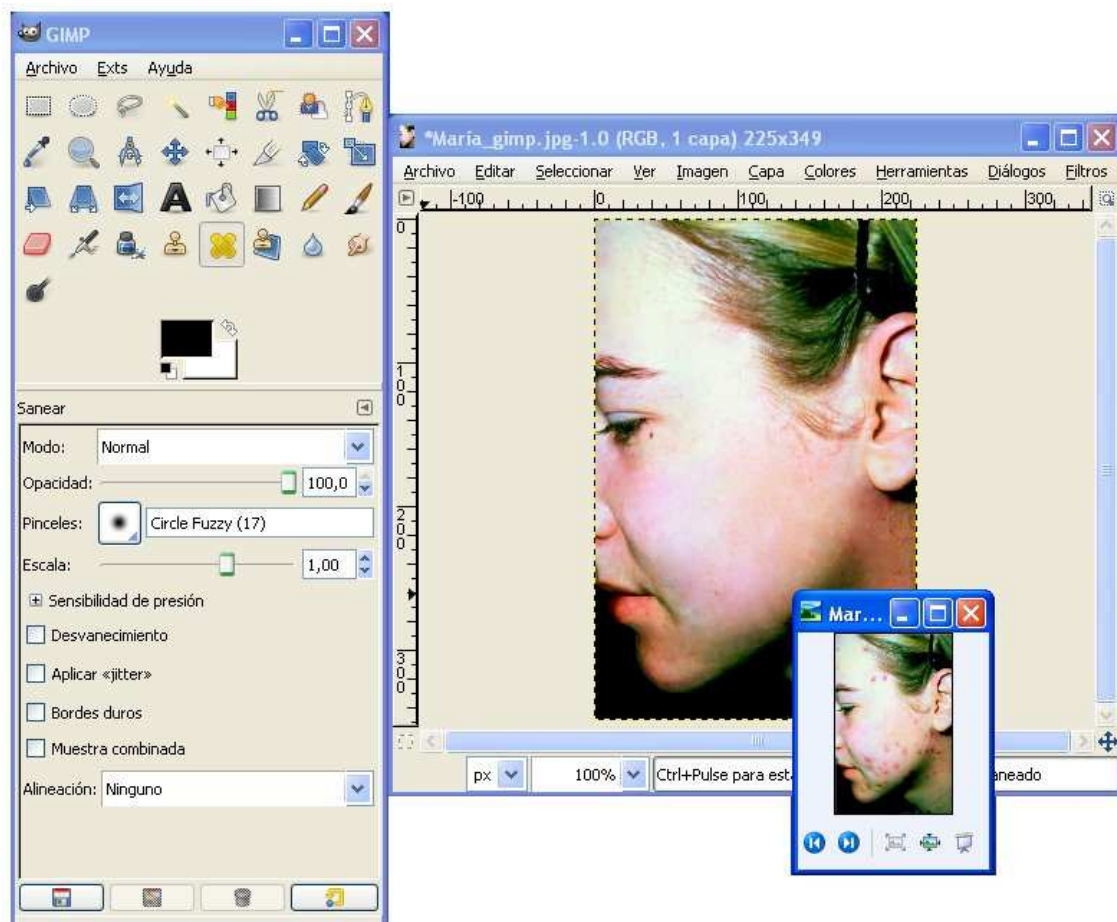 GIMP
Archivo Exts Ayuda
Sanear
Modo: Normal
Opacidad: 100,0
Pinceles: Circle Fuzzy (17)
Escala: 1,00
Sensibilidad de presión
Desvanecimiento
Aplicar «jitter»
Bordes duros
Muestra combinada
Alineación: Ninguno
*María_gimp.jpg-1.0 (RGB, 1 capa) 225x349
Archivo Editar Seleccionar Ver Imagen Capa Colores Herramientas Diálogos Filtros
-100 0 100 200 300
0
100
200
300
px 100% Ctrl+Pulse para est aneado
Mar...